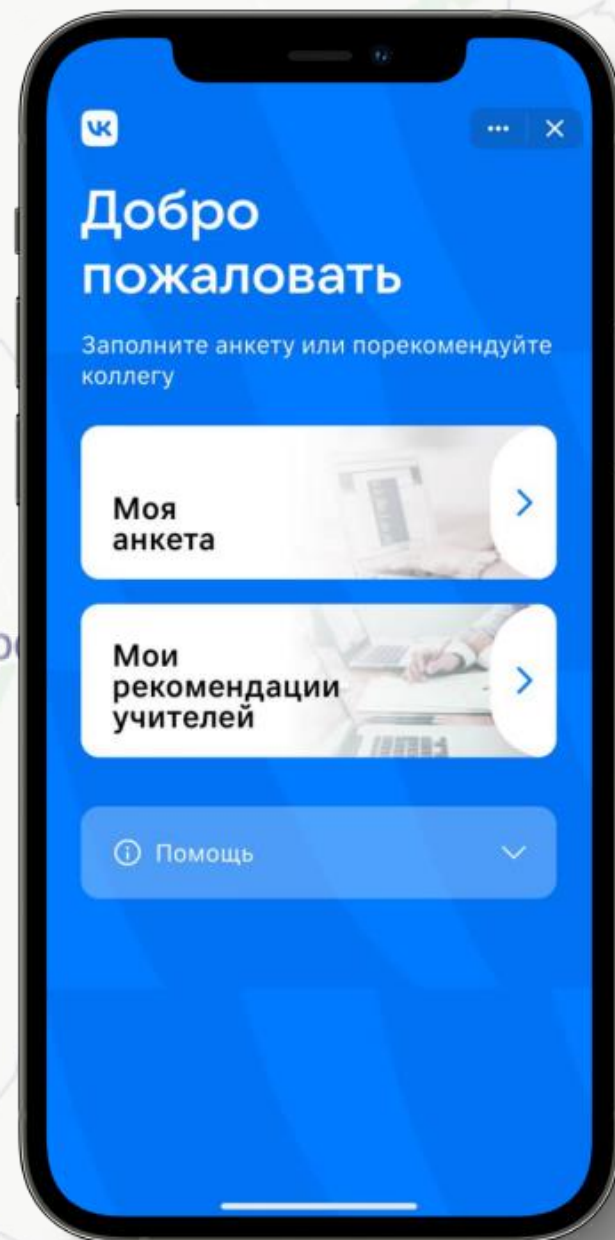 Добро
пожаловать
Заполните анкету или порекомендуйте
коллегу
Моя
анкета
Мои
рекомендации
учителей
Помощь